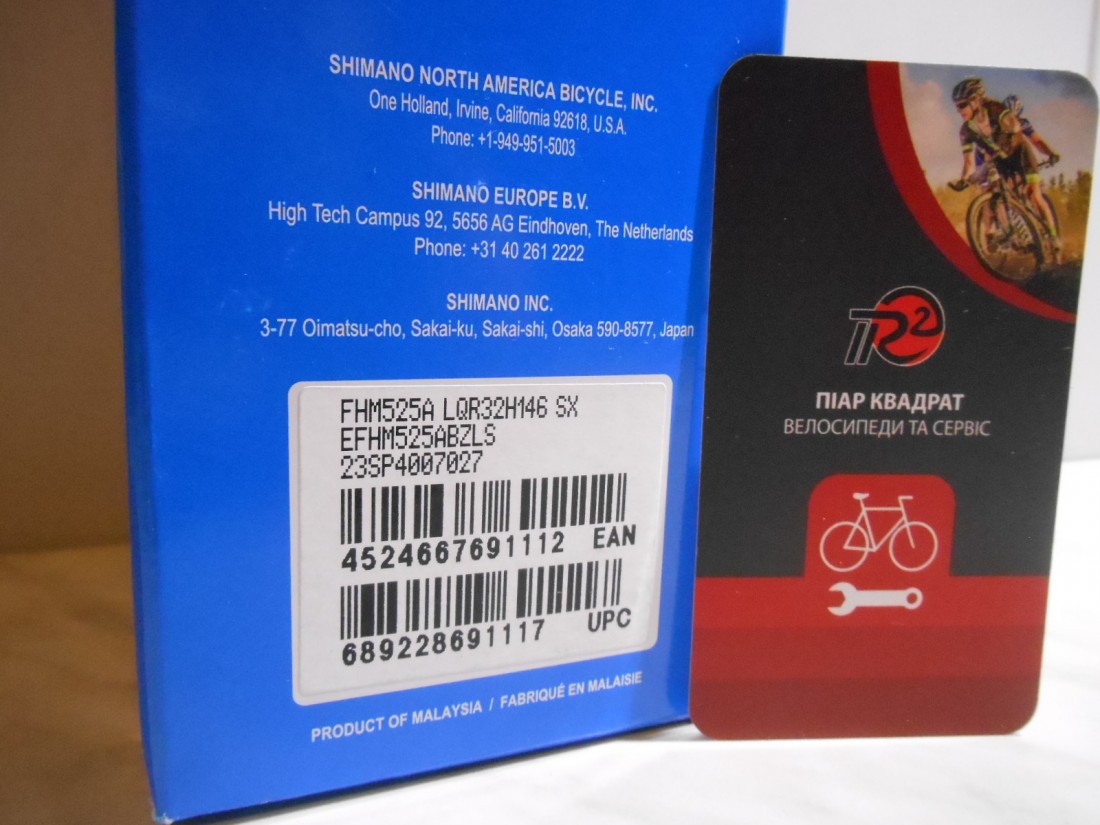 SHIMANO NORTH AMERICA BICYCLE, INC.
One Holland, Irvine, California 92618, U.S.A.
Phone: +1-949-951-5003
SHIMANO EUROPE B.V.
High Tech Campus 92, 5656 AG Eindhoven, The Netherlands
Phone: +31 40 261 2222
SHIMANO INC.
3-77 Oimatsu-cho, Sakai-ku, Sakai-shi, Osaka 590-8577, Japan
FHM525A LQR32H146 SX
EFHM525ABZLS
23SP4007027
4524667691112 EAN
689228691117 UPC
PRODUCT OF MALAYSIA / FABRIQUÉ EN MALAISIE
ПR2
ПІАР КВАДРАТ
ВЕЛОСИПЕДИ ТА СЕРВІС